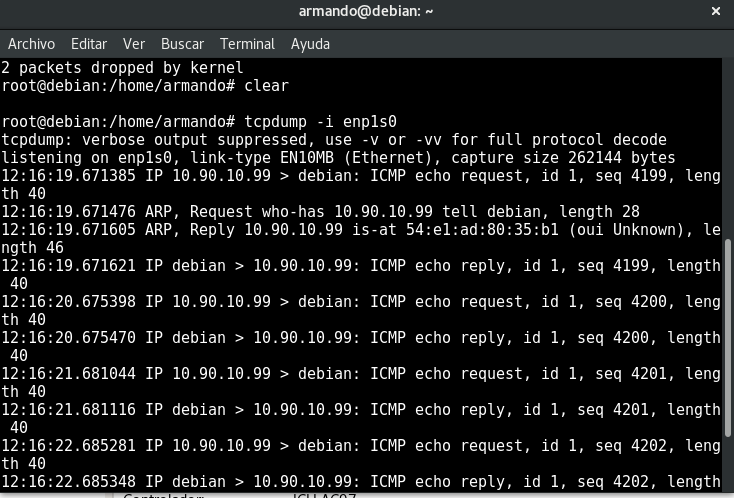 armando@debian: ~
×
Archivo Editar Ver Buscar Terminal Ayuda
2 packets dropped by kernel
root@debian:/home/armando# clear
root@debian:/home/armando# tcpdump -i enp1s0
tcpdump: verbose output suppressed, use -v or -vv for full protocol decode
listening on enp1s0, link-type EN10MB (Ethernet), capture size 262144 bytes
12:16:19.671385 IP 10.90.10.99 > debian: ICMP echo request, id 1, seq 4199, leng
th 40
12:16:19.671476 ARP, Request who-has 10.90.10.99 tell debian, length 28
12:16:19.671605 ARP, Reply 10.90.10.99 is-at 54:e1:ad:80:35:b1 (oui Unknown), le
ngth 46
12:16:19.671621 IP debian > 10.90.10.99: ICMP echo reply, id 1, seq 4199, length
 40
12:16:20.675398 IP 10.90.10.99 > debian: ICMP echo request, id 1, seq 4200, leng
th 40
12:16:20.675470 IP debian > 10.90.10.99: ICMP echo reply, id 1, seq 4200, length
 40
12:16:21.681044 IP 10.90.10.99 > debian: ICMP echo request, id 1, seq 4201, leng
th 40
12:16:21.681116 IP debian > 10.90.10.99: ICMP echo reply, id 1, seq 4201, length
 40
12:16:22.685281 IP 10.90.10.99 > debian: ICMP echo request, id 1, seq 4202, leng
th 40
12:16:22.685348 IP debian > 10.90.10.99: ICMP echo reply, id 1, seq 4202, length